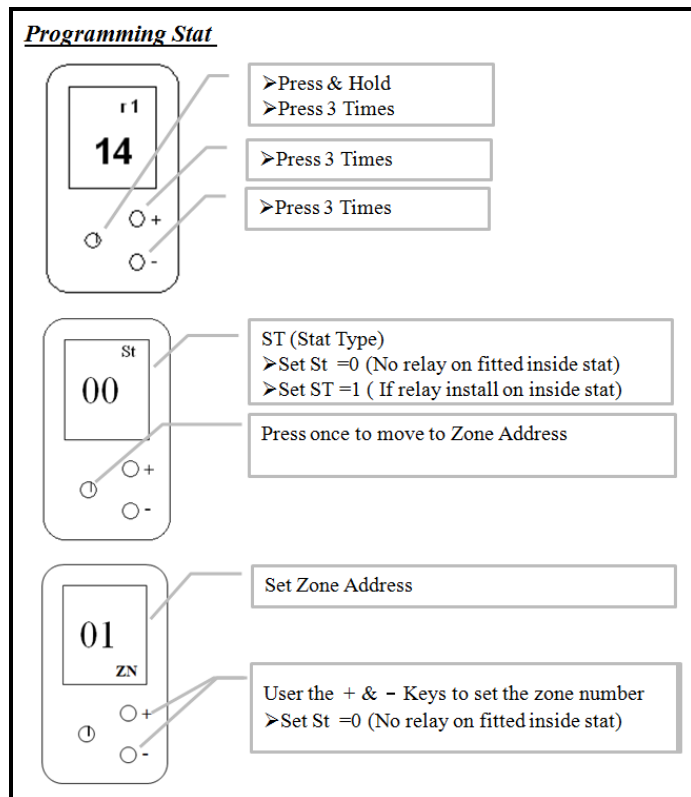 Programming Stat
r 1
14
+
-
➢Press & Hold
➢Press 3 Times
➢Press 3 Times
➢Press 3 Times
St
00
+
-
ST (Stat Type)
➢Set St =0 (No relay on fitted inside stat)
➢Set ST =1 ( If relay install on inside stat)
Press once to move to Zone Address
01
ZN
+
-
Set Zone Address
User the + & - Keys to set the zone number
➢Set St =0 (No relay on fitted inside stat)